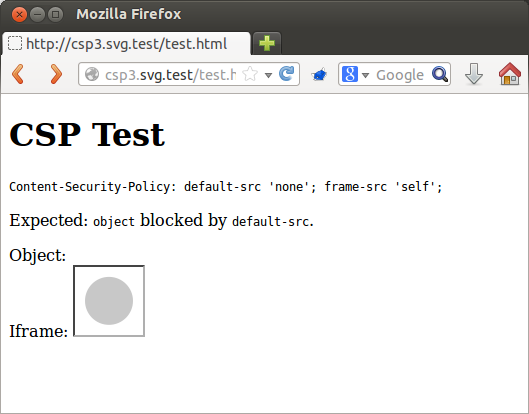 Mozilla Firefox
http://csp3.svg.test/test.html
csp3.svg.test/test.h
8 Google
CSP Test
Content-Security-Policy: default-src 'none'; frame-src 'self';
Expected: object blocked by default-src.
Object:
Iframe: